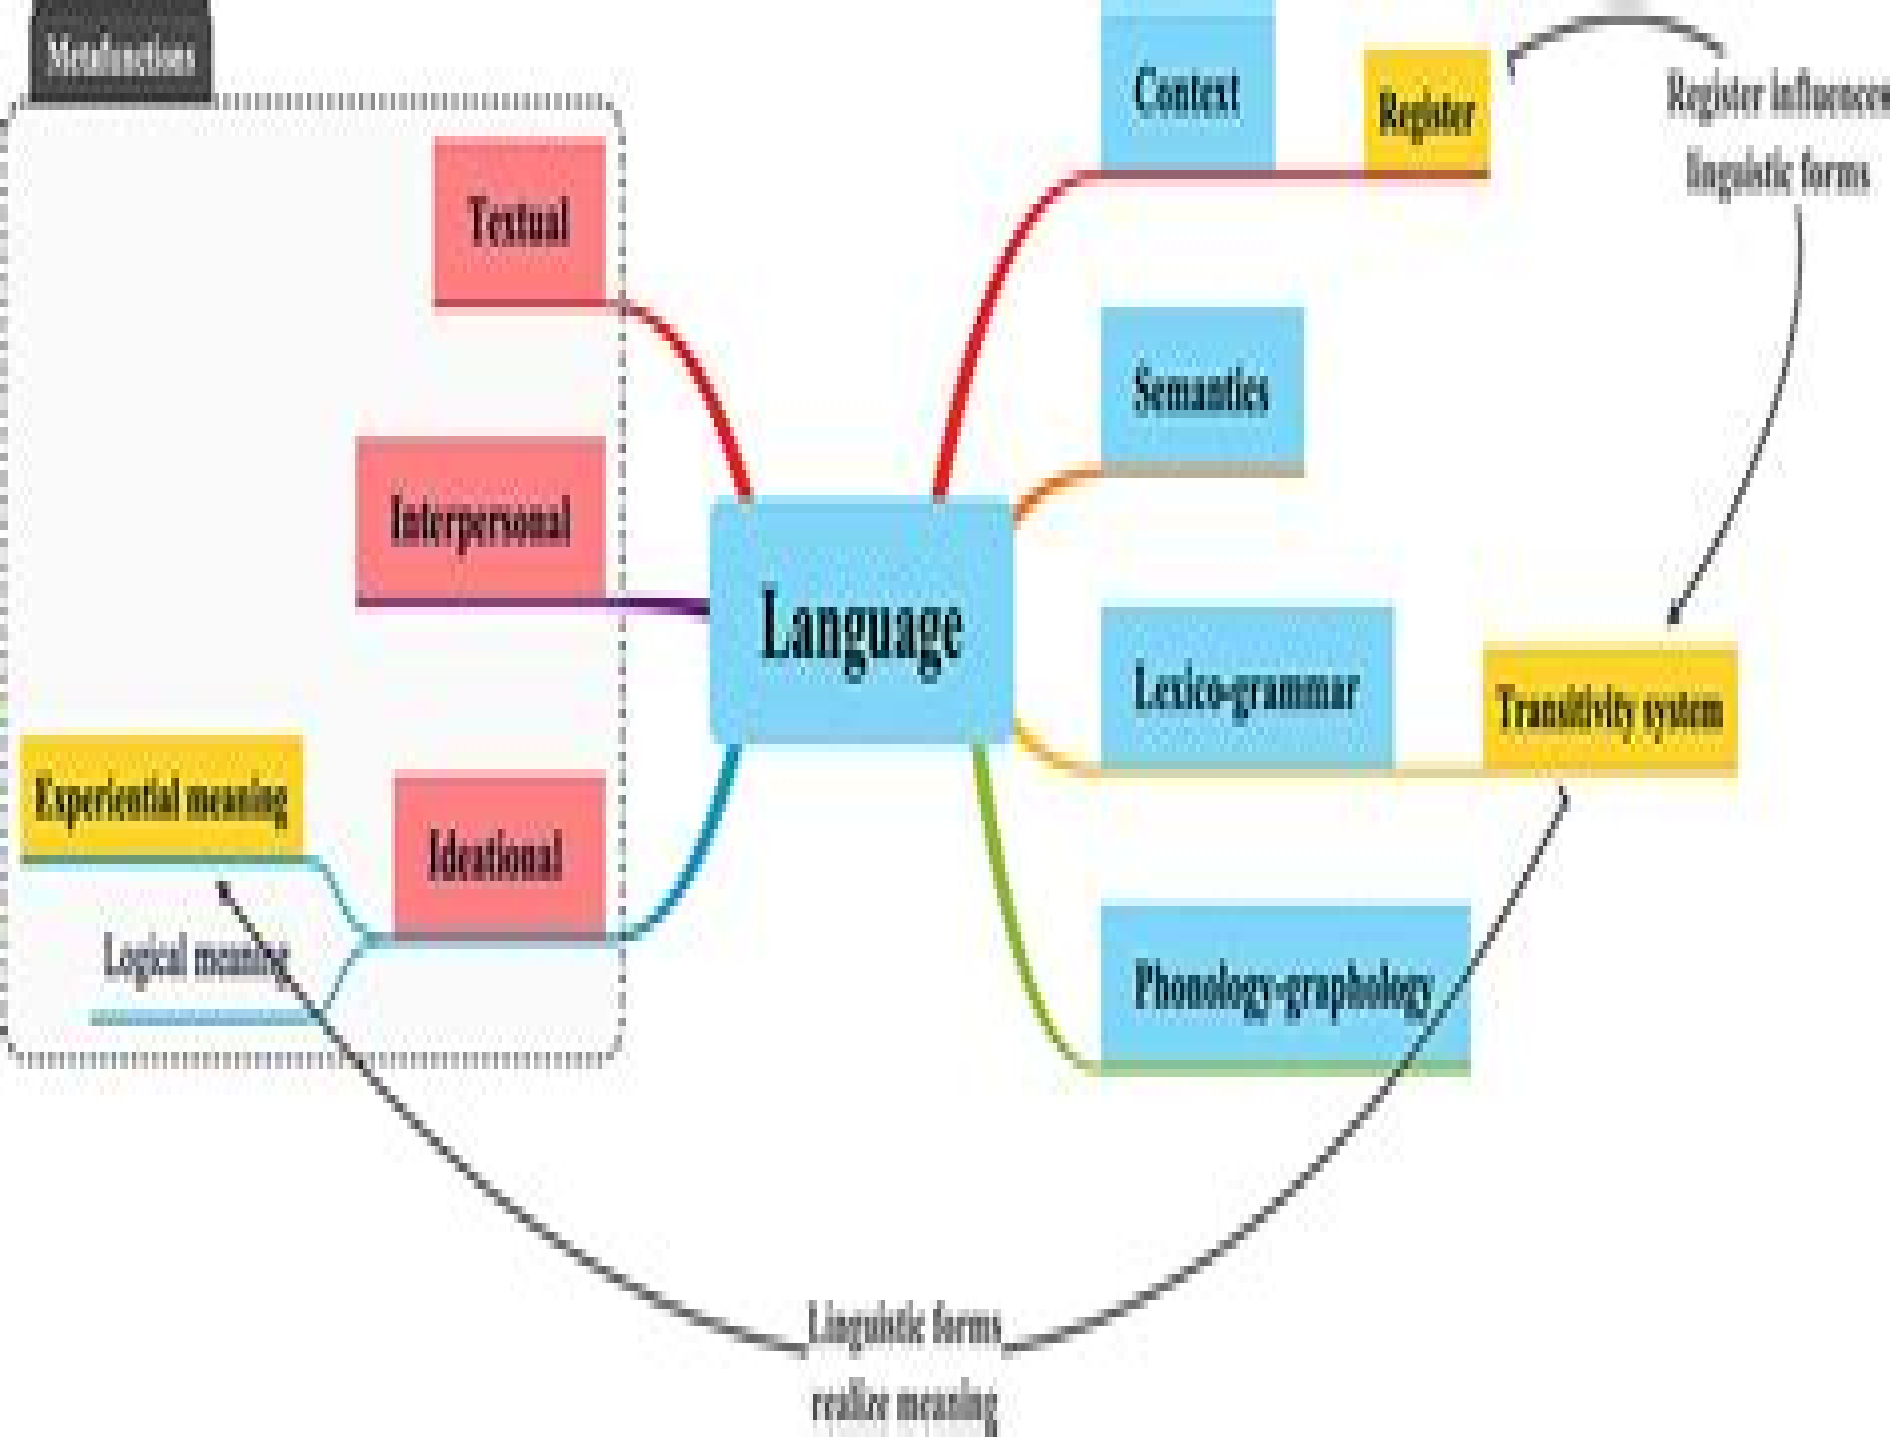 Metafunctions
Context
Register
Register influences
linguistic forms
Textual
Semantics
Interpersonal
Language
Lexico-grammar
Transitivity system
Experiential meaning
Ideational
Logical meaning
Phonology-graphology
Linguistic forms
realize meaning